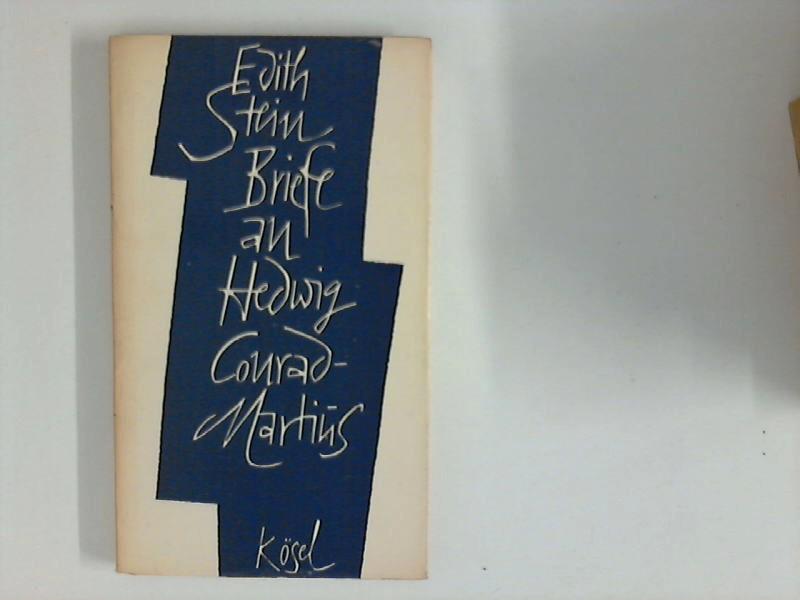 Edith
Stein
Briefe
an
Hedwig
Conrad-
Martius
Kösel